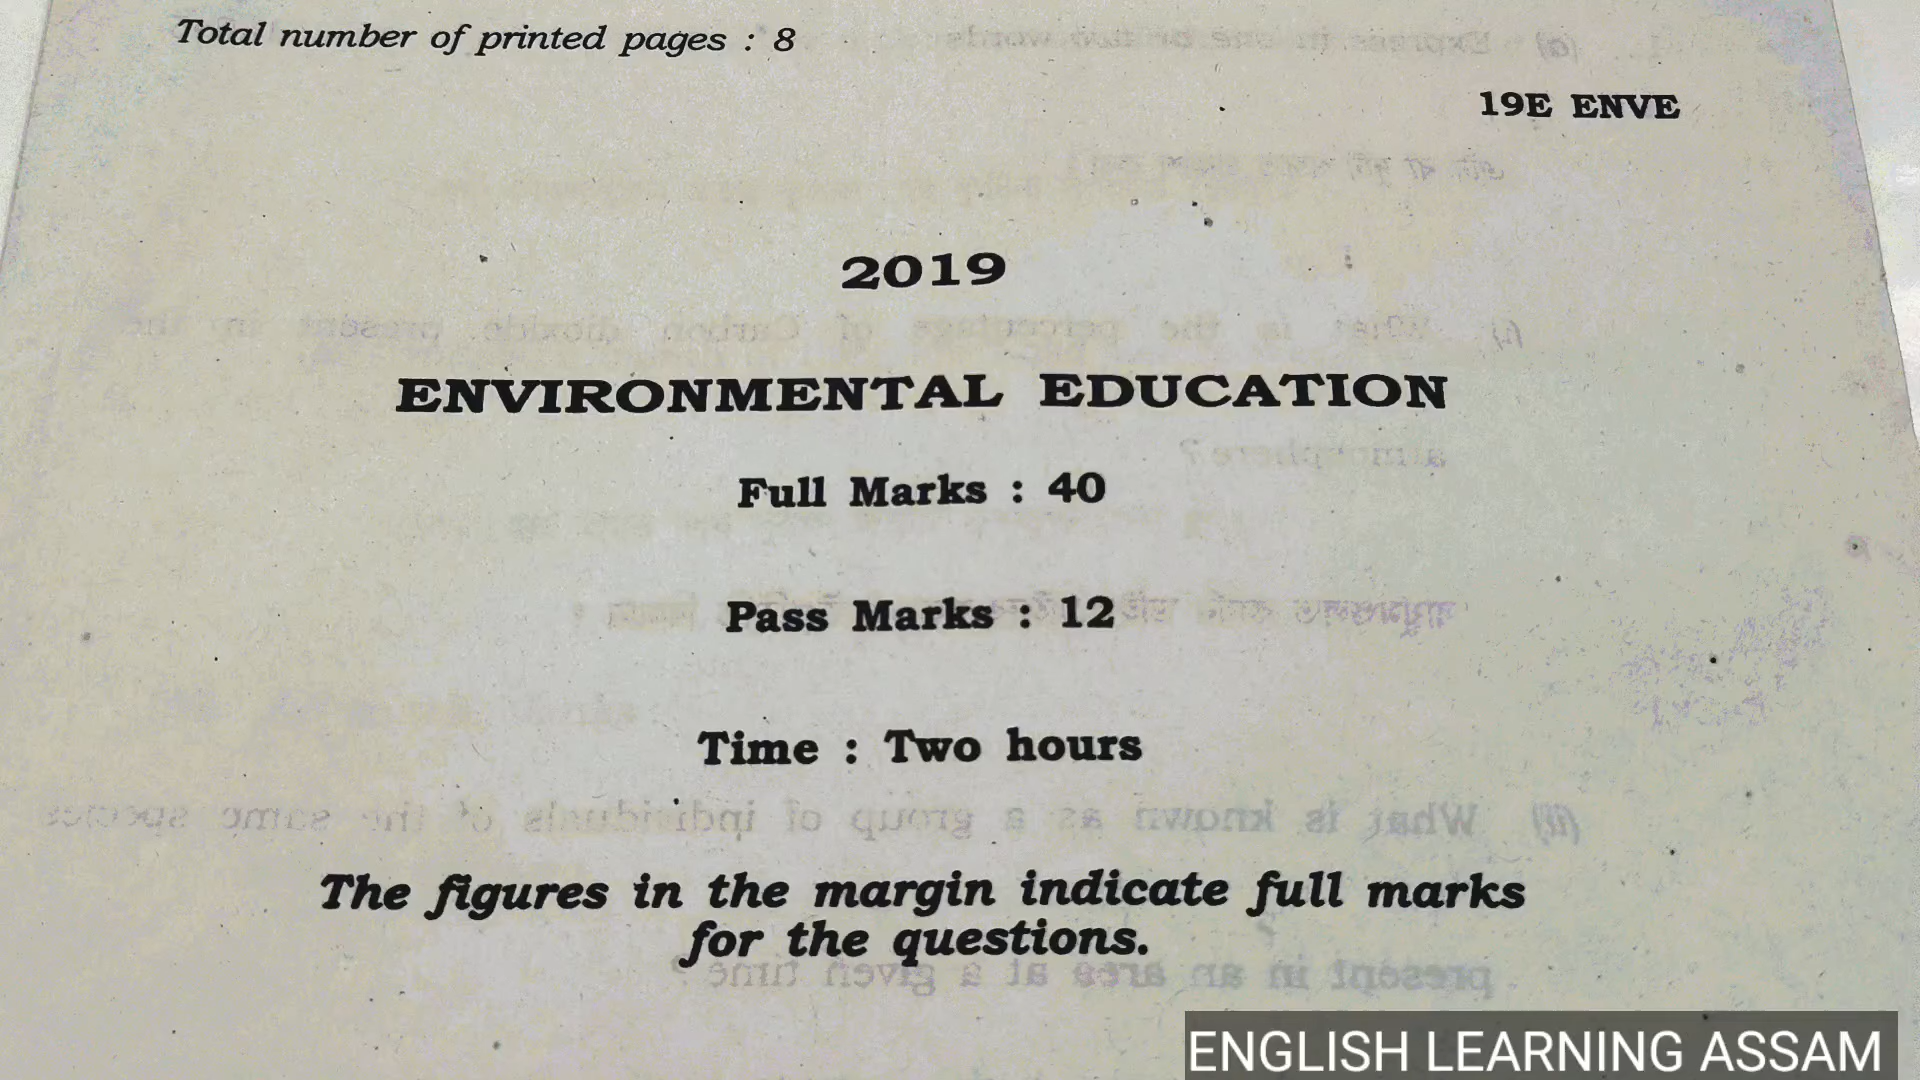 Total number of printed pages : 8
19E ENVE
2019
ENVIRONMENTAL EDUCATION
Full Marks : 40
Pass Marks : 12
Time : Two hours
The figures in the margin indicate full marks
for the questions.
ENGLISH LEARNING ASSAM